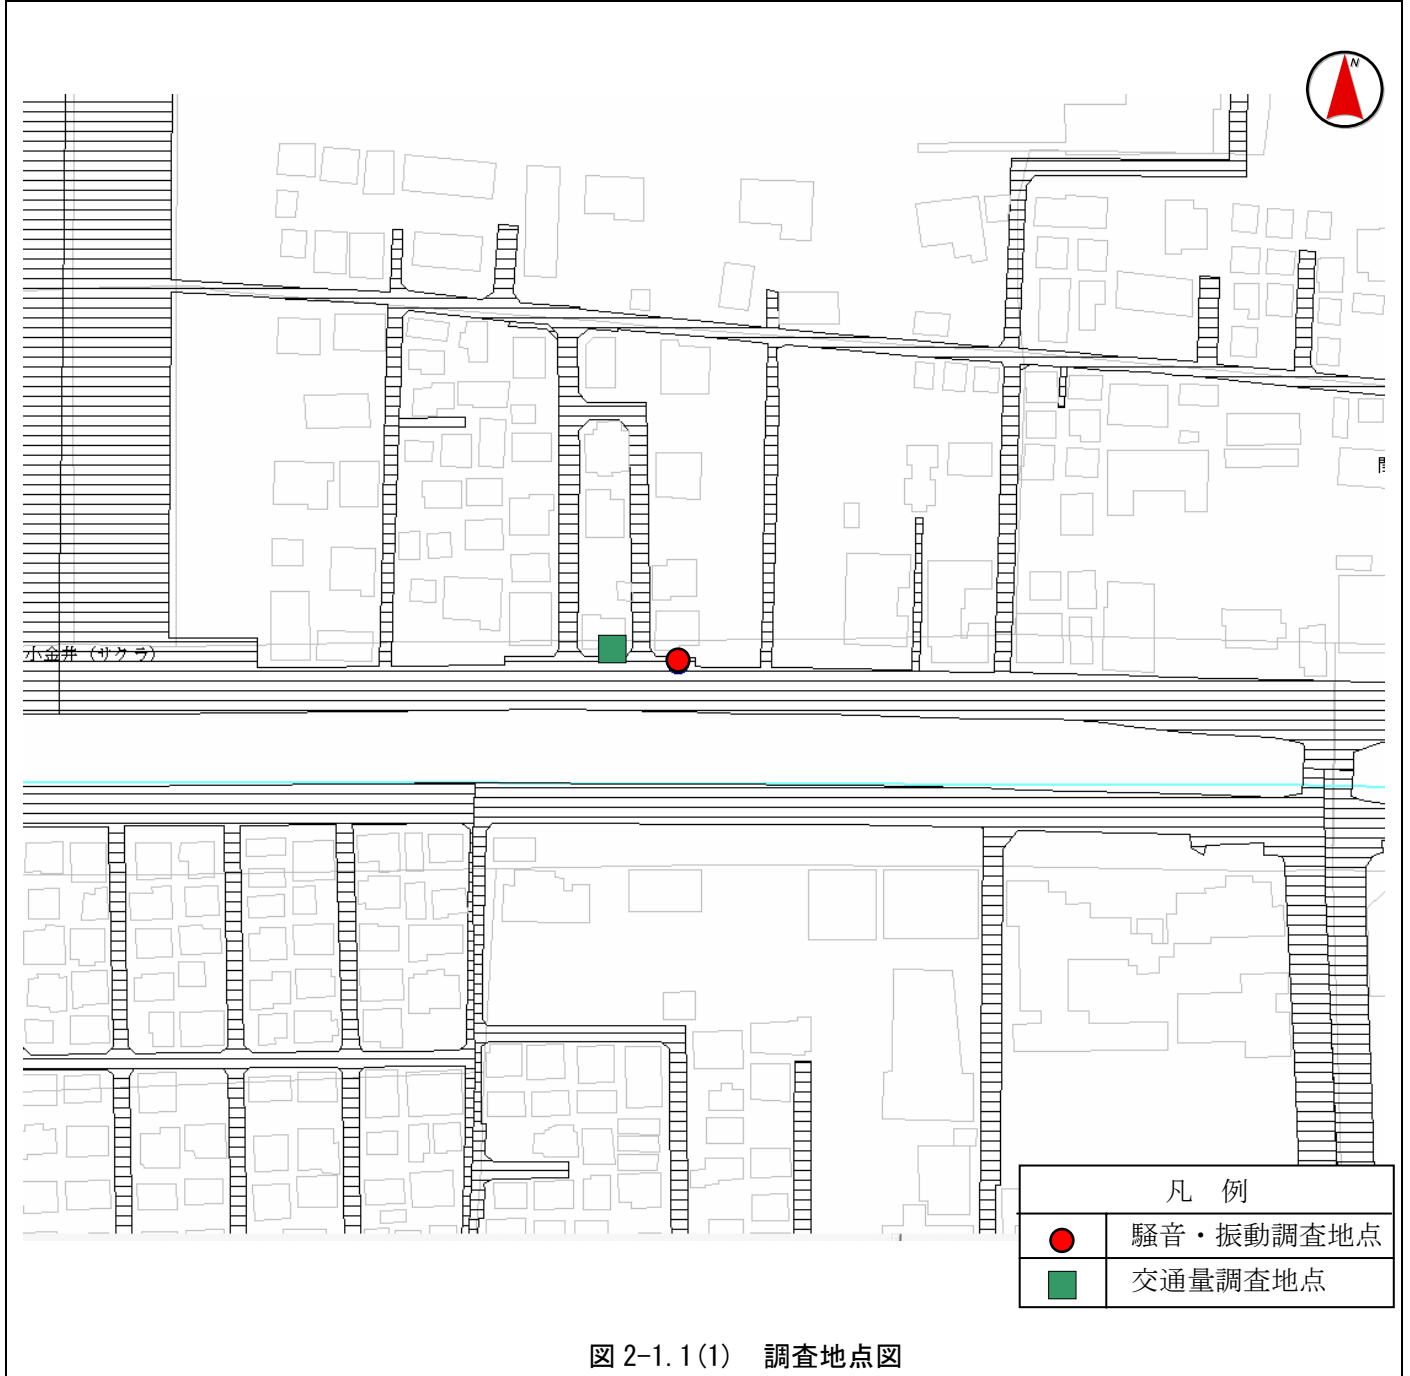 N
小金井（サクラ）
凡 例
騒音・振動調査地点
交通量調査地点
図 2-1.1(1) 調査地点図